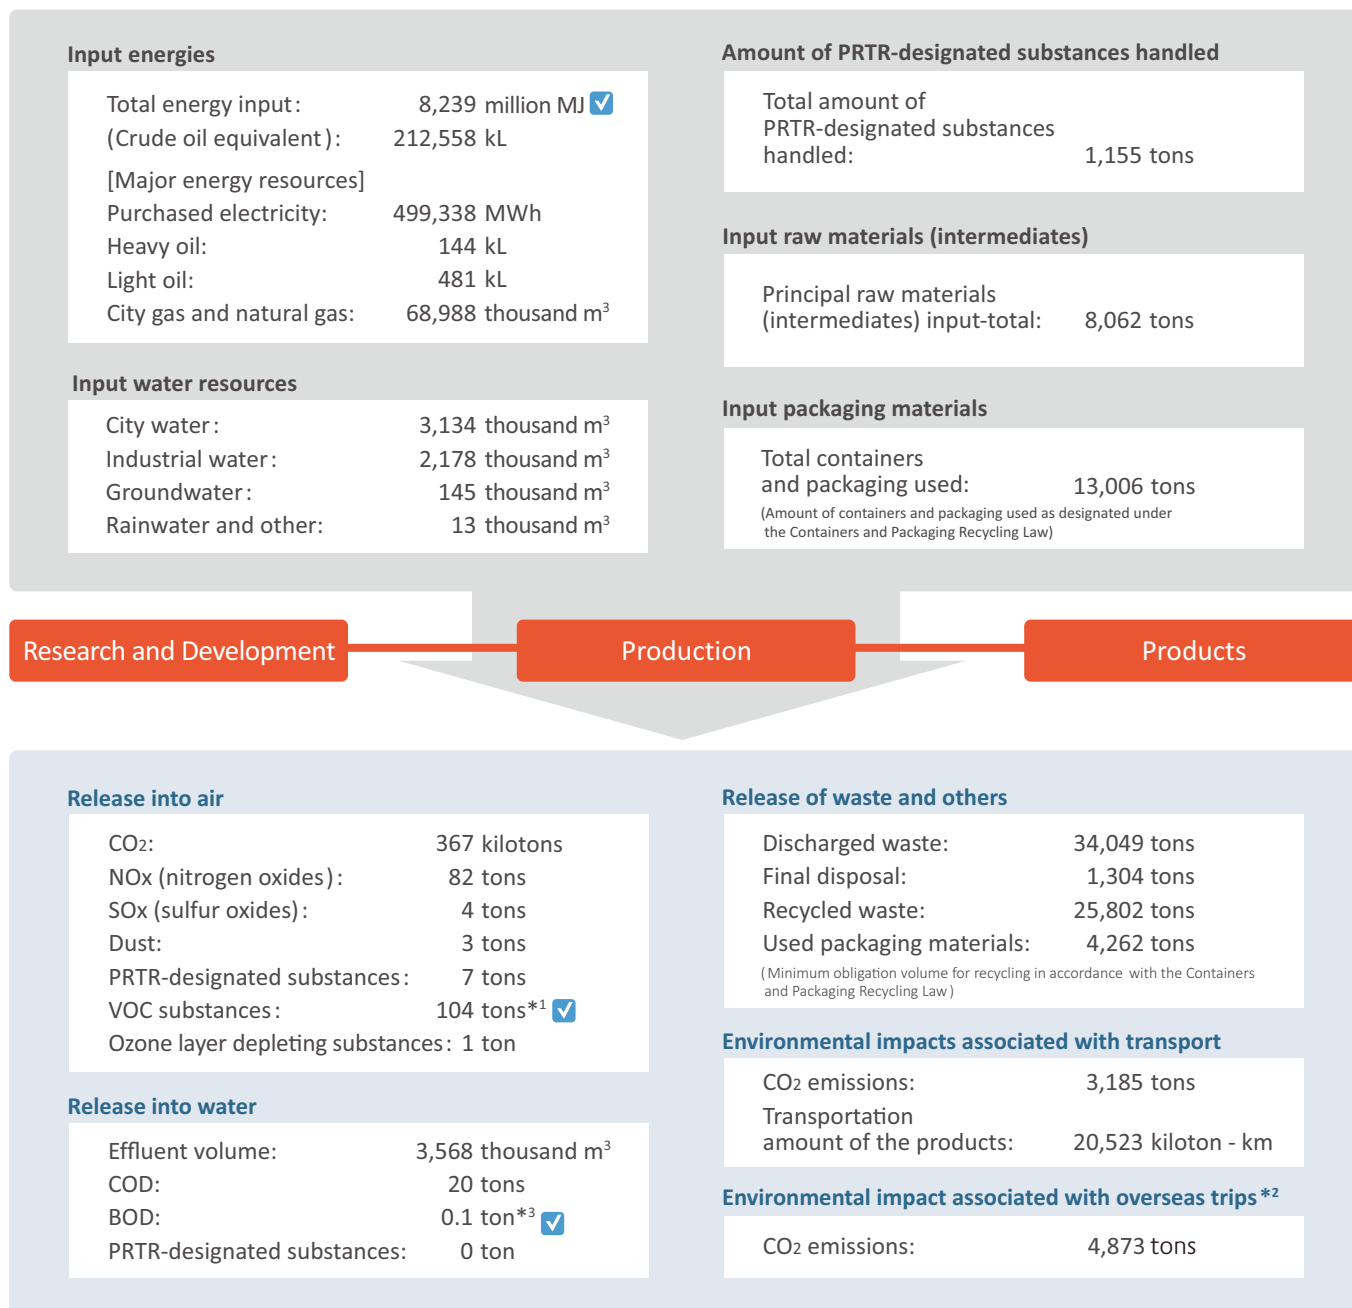 Input energies
Total energy input: 8,239 million MJ
(Crude oil equivalent): 212,558 kL
[Major energy resources]
Purchased electricity: 499,338 MWh
Heavy oil: 144 kL
Light oil: 481 kL
City gas and natural gas: 68,988 thousand m³
Input water resources
City water: 3,134 thousand m³
Industrial water: 2,178 thousand m³
Groundwater: 145 thousand m³
Rainwater and other: 13 thousand m³
Amount of PRTR-designated substances handled
Total amount of
PRTR-designated substances
handled: 1,155 tons
Input raw materials (intermediates)
Principal raw materials
(intermediates) input-total: 8,062 tons
Input packaging materials
Total containers
and packaging used: 13,006 tons
(Amount of containers and packaging used as designated under
the Containers and Packaging Recycling Law)
Research and Development
Production
Products
Release into air
CO₂: 367 kilotons
NOx (nitrogen oxides): 82 tons
SOx (sulfur oxides): 4 tons
Dust: 3 tons
PRTR-designated substances: 7 tons
VOC substances: 104 tons*¹
Ozone layer depleting substances: 1 ton
Release into water
Effluent volume: 3,568 thousand m³
COD: 20 tons
BOD: 0.1 ton*³
PRTR-designated substances: 0 ton
Release of waste and others
Discharged waste: 34,049 tons
Final disposal: 1,304 tons
Recycled waste: 25,802 tons
Used packaging materials: 4,262 tons
(Minimum obligation volume for recycling in accordance with the Containers
and Packaging Recycling Law)
Environmental impacts associated with transport
CO₂ emissions: 3,185 tons
Transportation
amount of the products: 20,523 kiloton - km
Environmental impact associated with overseas trips*²
CO₂ emissions: 4,873 tons